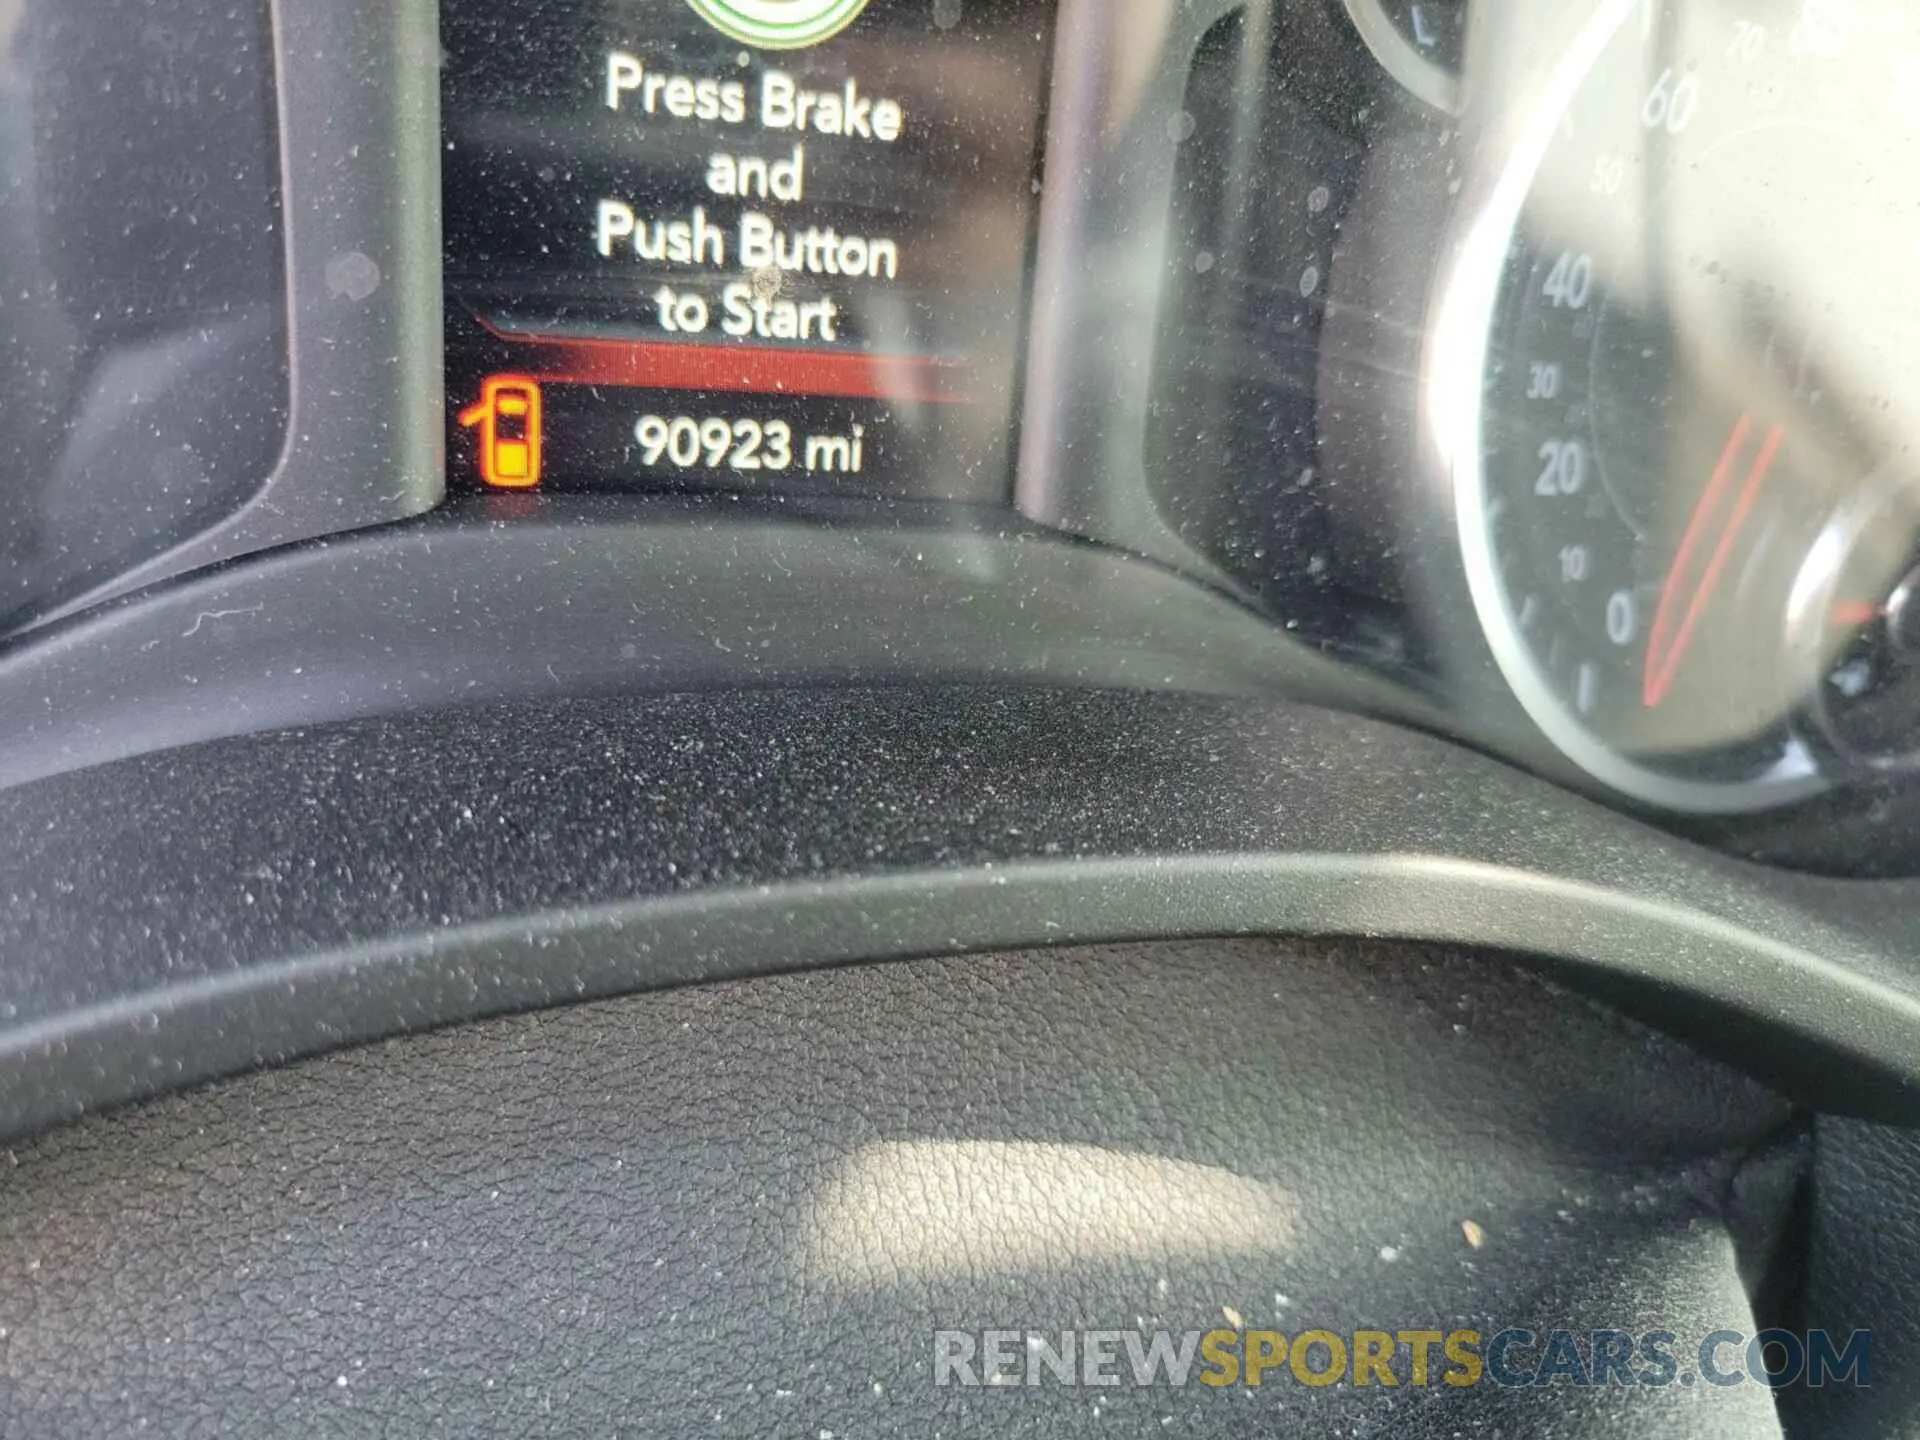 Press Brake
and
Push Button
to Start
90923 mi
L
70
60
50
40
30
20
10
0
RENEWSPORTSCARS.COM